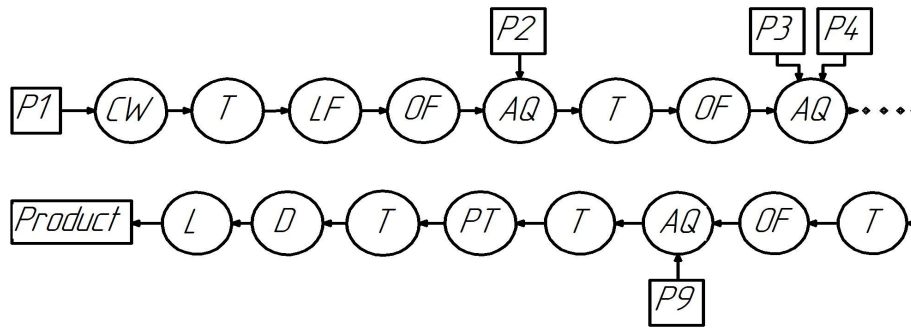 P2 P3 P4
P1 CW T LF OF AQ T OF AQ
Product L D T PT T AQ OF T
P9